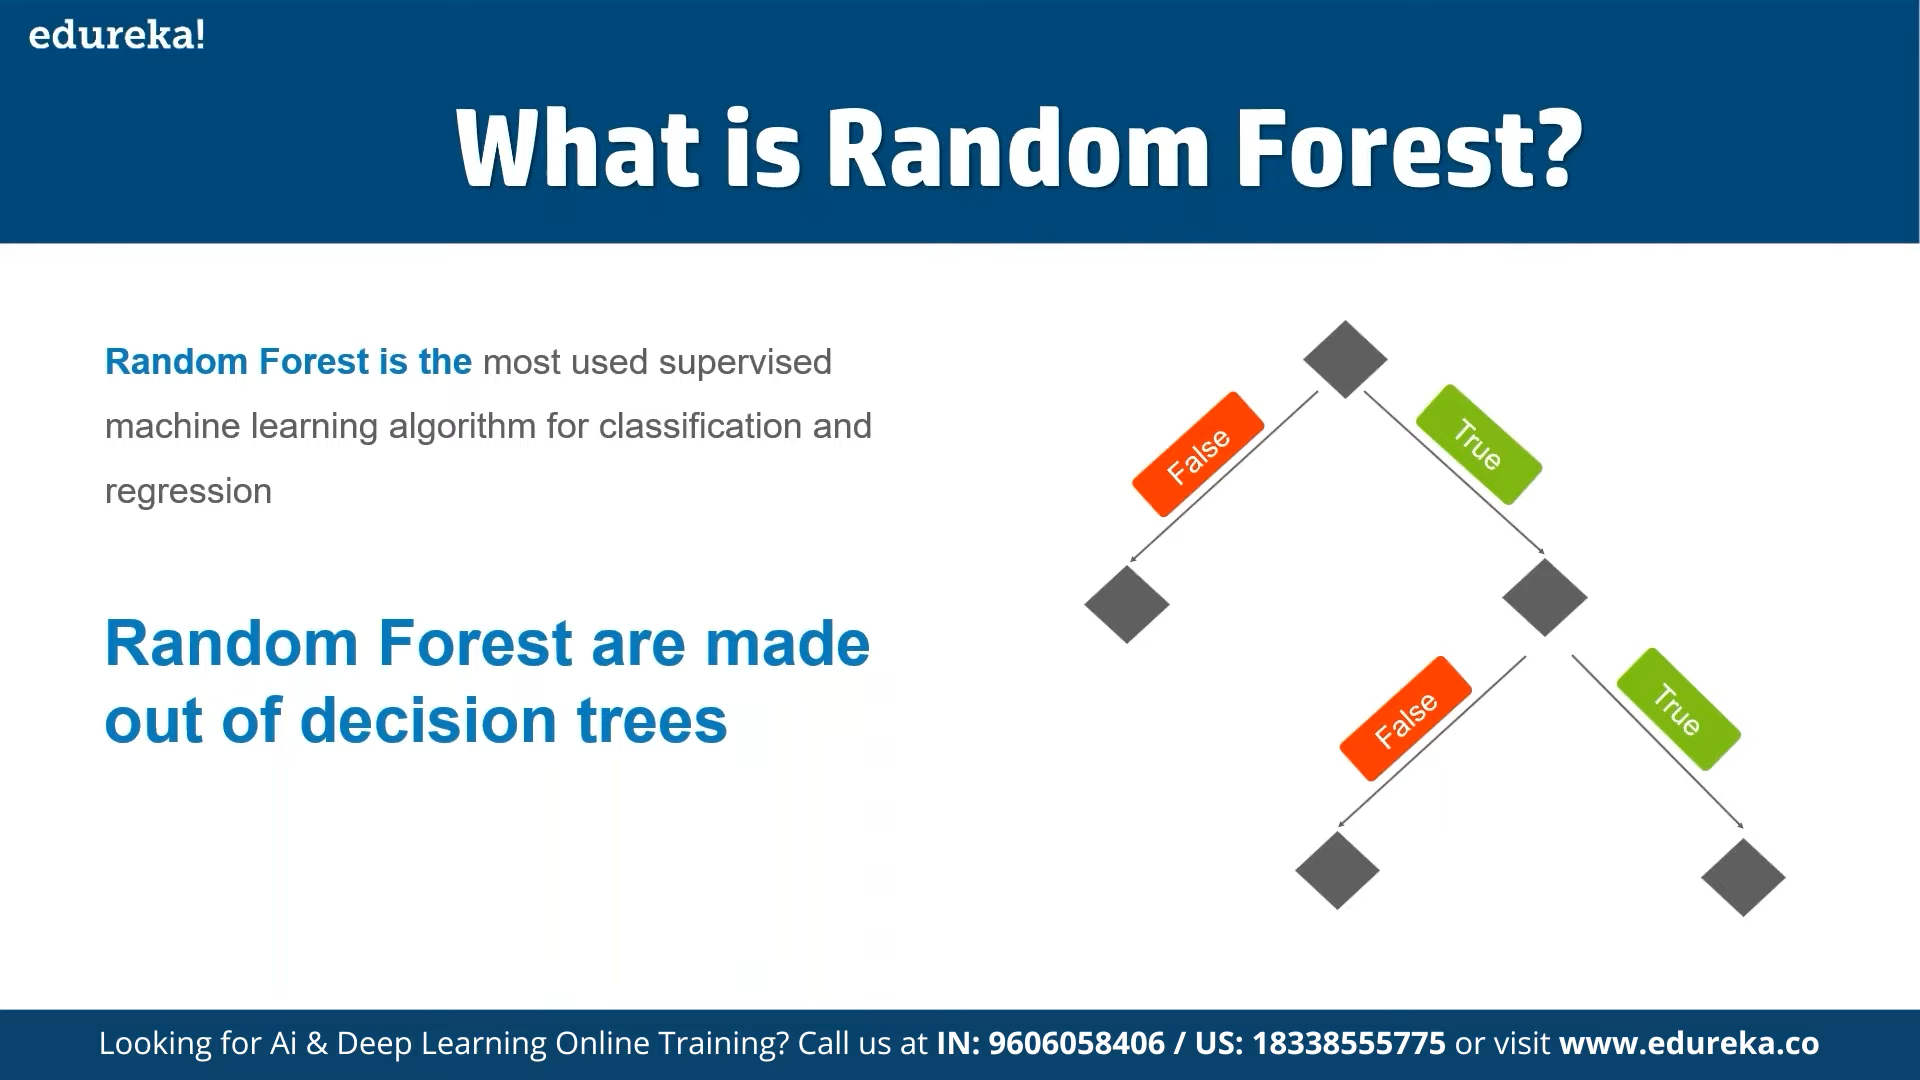 edureka!
What is Random Forest?
Random Forest is the most used supervised
machine learning algorithm for classification and
regression
Random Forest are made
out of decision trees
False
True
False
True
Looking for Ai & Deep Learning Online Training? Call us at IN: 9606058406 / US: 18338555775 or visit www.edureka.co